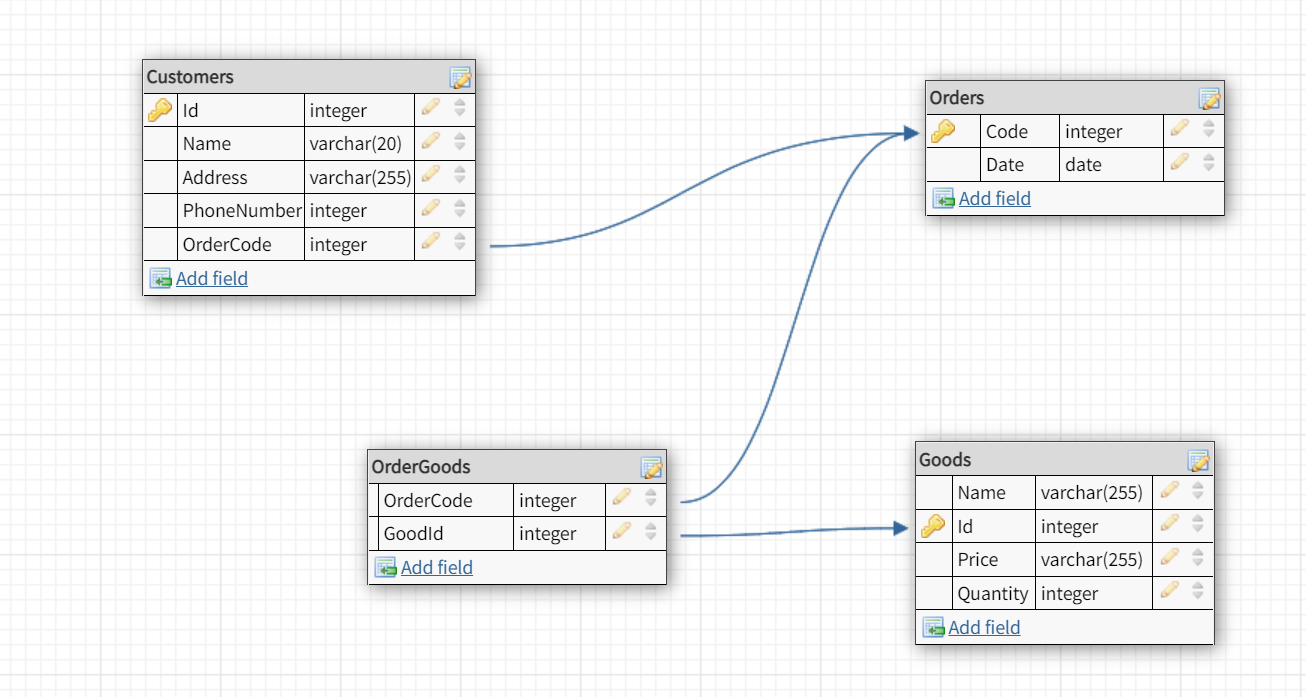 Customers
Id integer
Name varchar(20)
Address varchar(255)
PhoneNumber integer
OrderCode integer
Add field
Orders
Code integer
Date date
Add field
OrderGoods
OrderCode integer
GoodId integer
Add field
Goods
Name varchar(255)
Id integer
Price varchar(255)
Quantity integer
Add field